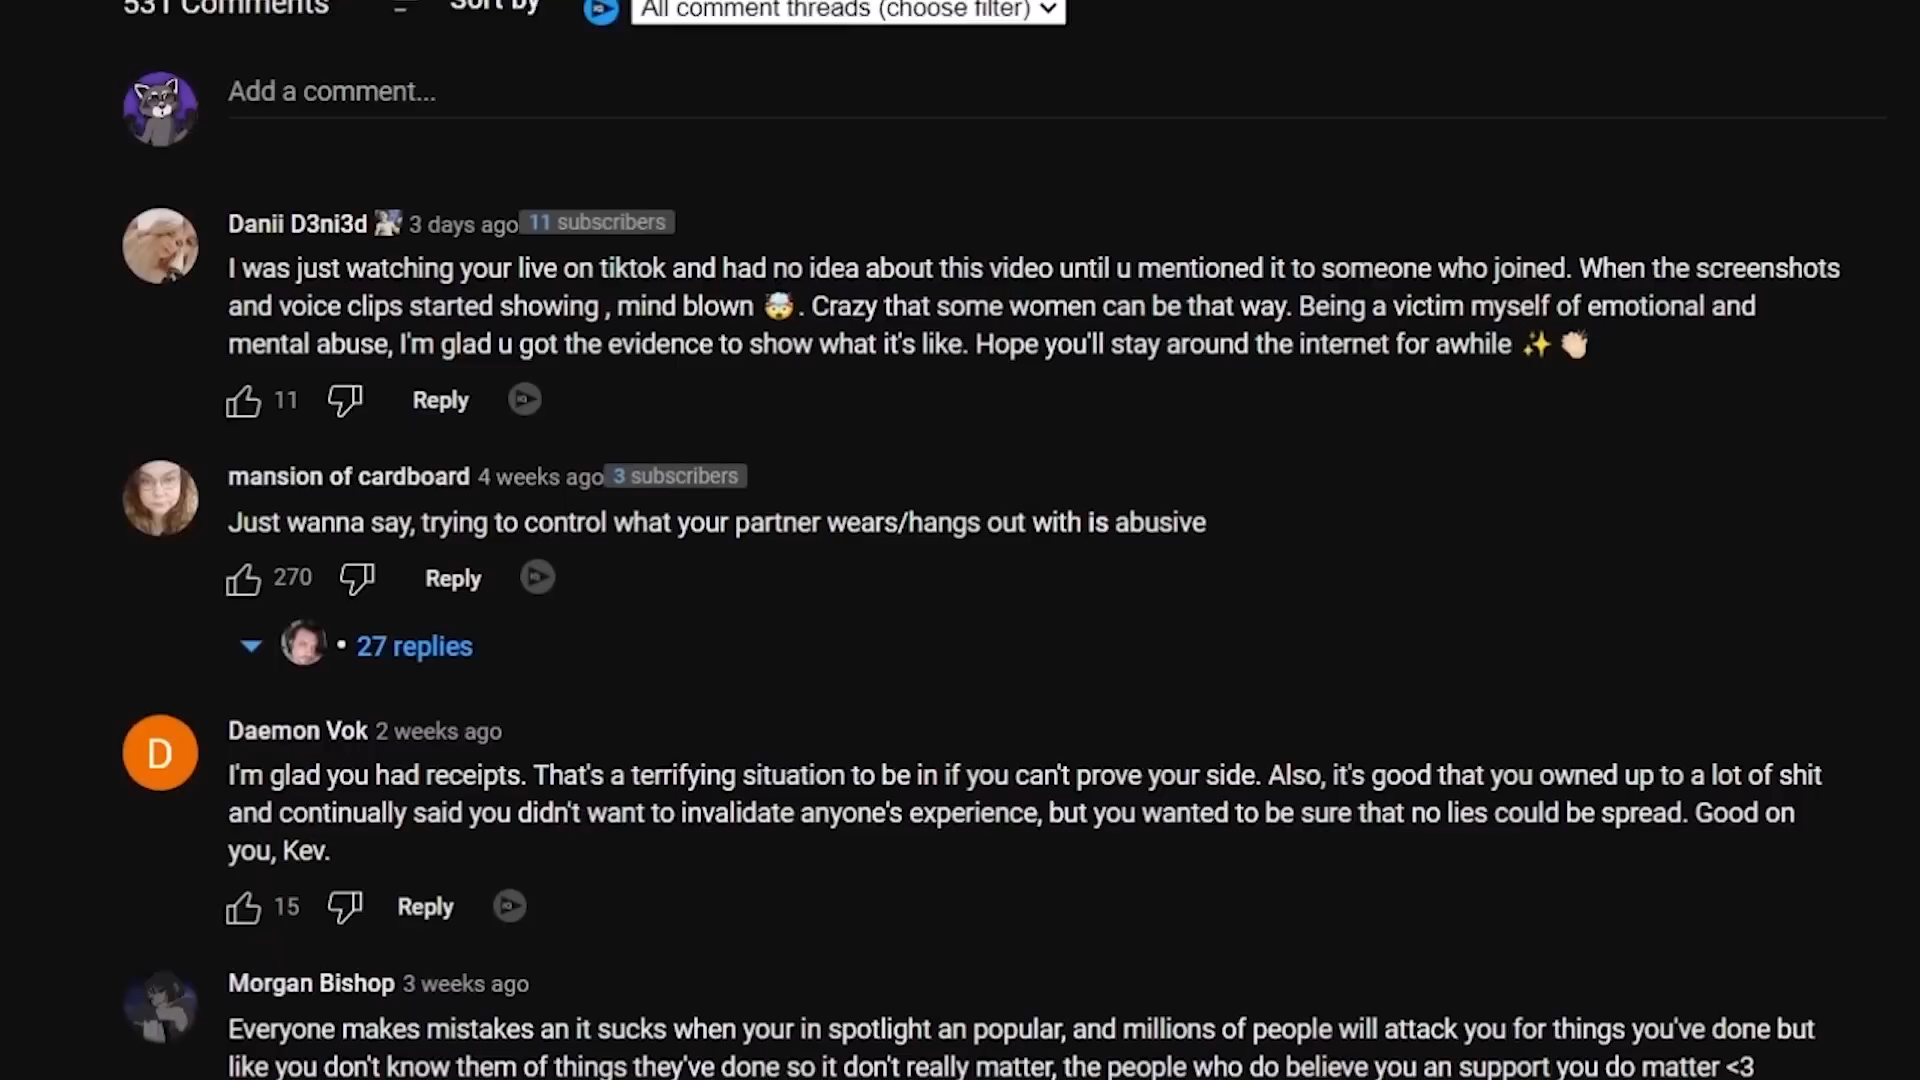 531 Comments Sort by All comment threads (choose filter)
Add a comment...
Danii D3ni3d 3 days ago 11 subscribers
I was just watching your live on tiktok and had no idea about this video until u mentioned it to someone who joined. When the screenshots
and voice clips started showing , mind blown 🤯 . Crazy that some women can be that way. Being a victim myself of emotional and
mental abuse, I'm glad u got the evidence to show what it's like. Hope you'll stay around the internet for awhile ✨ 👏🏻
11 Reply
mansion of cardboard 4 weeks ago 3 subscribers
Just wanna say, trying to control what your partner wears/hangs out with is abusive
270 Reply
• 27 replies
D
Daemon Vok 2 weeks ago
I'm glad you had receipts. That's a terrifying situation to be in if you can't prove your side. Also, it's good that you owned up to a lot of shit
and continually said you didn't want to invalidate anyone's experience, but you wanted to be sure that no lies could be spread. Good on
you, Kev.
15 Reply
Morgan Bishop 3 weeks ago
Everyone makes mistakes an it sucks when your in spotlight an popular, and millions of people will attack you for things you've done but
like you don't know them of things they've done so it don't really matter, the people who do believe you an support you do matter <3